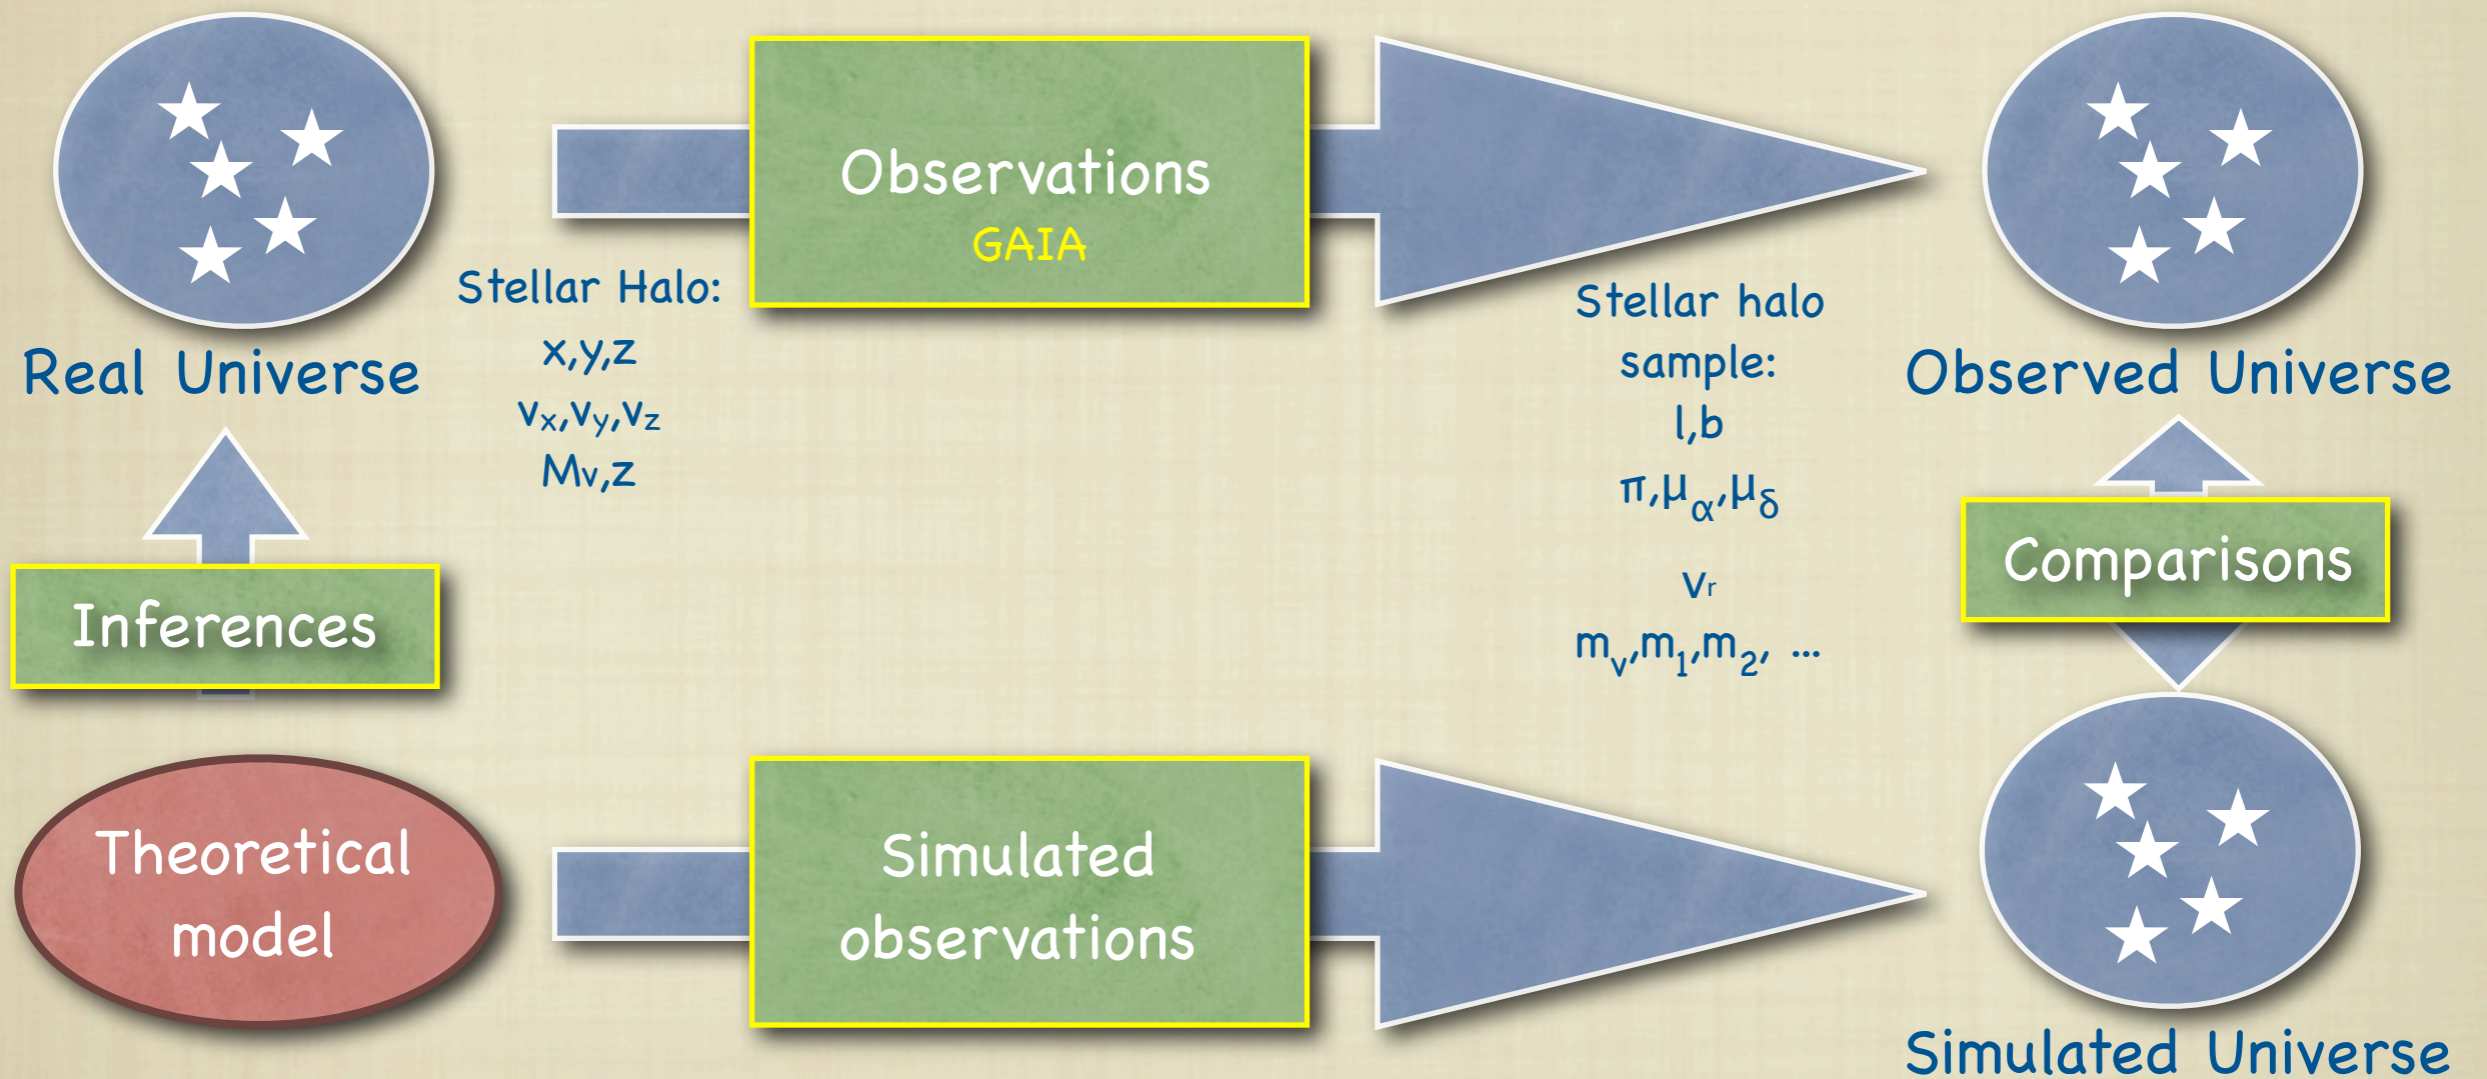 Real Universe
Stellar Halo:
x,y,z
vx,vy,vz
Mv,z
Observations
GAIA
Stellar halo
sample:
l,b
π,μα,μδ
vr
mv,m1,m2, ...
Observed Universe
Inferences
Comparisons
Theoretical
model
Simulated
observations
Simulated Universe